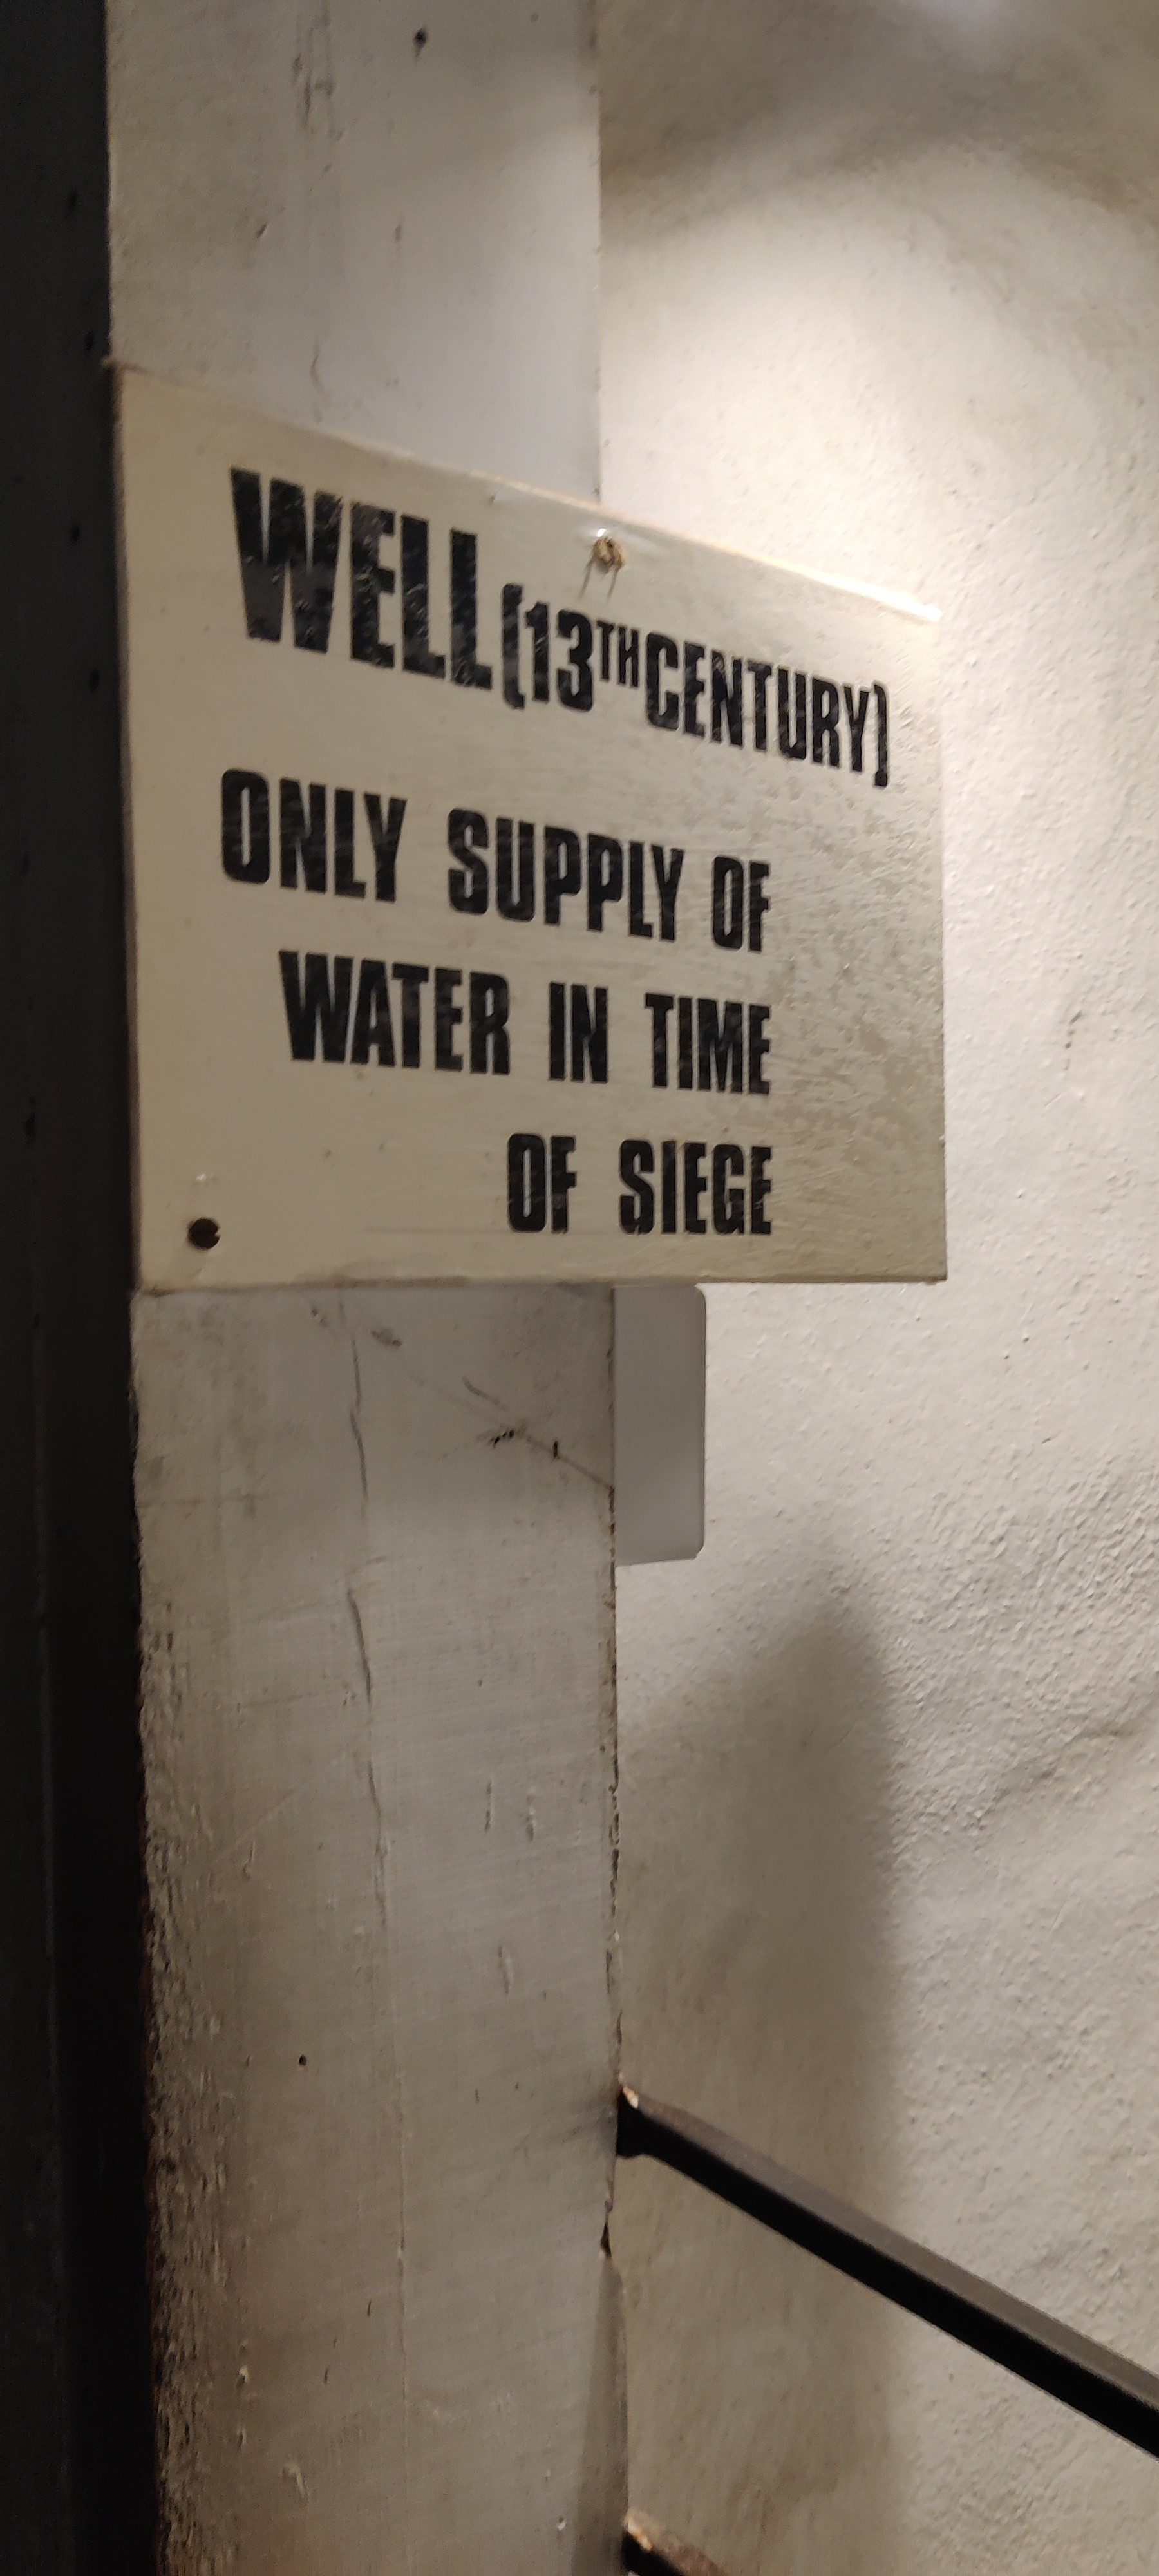 WELL (13TH CENTURY)
ONLY SUPPLY OF
WATER IN TIME
OF SIEGE